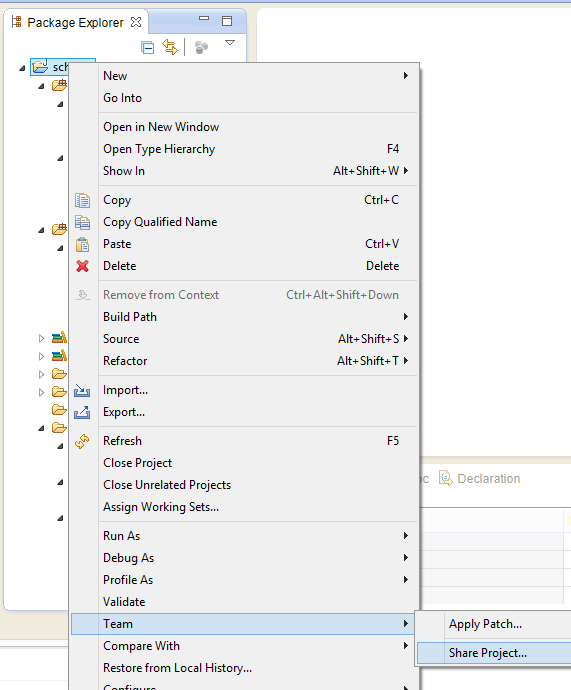 Package Explorer
sch
New
Go Into
Open in New Window
Open Type Hierarchy F4
Show In Alt+Shift+W
Copy Ctrl+C
Copy Qualified Name
Paste Ctrl+V
Delete Delete
Remove from Context Ctrl+Alt+Shift+Down
Build Path
Source Alt+Shift+S
Refactor Alt+Shift+T
Import...
Export...
Refresh F5
Close Project
Close Unrelated Projects
oc Declaration
Assign Working Sets...
Run As
Debug As
Profile As
Validate
Team
Apply Patch...
Compare With
Share Project...
Restore from Local History...
Configure